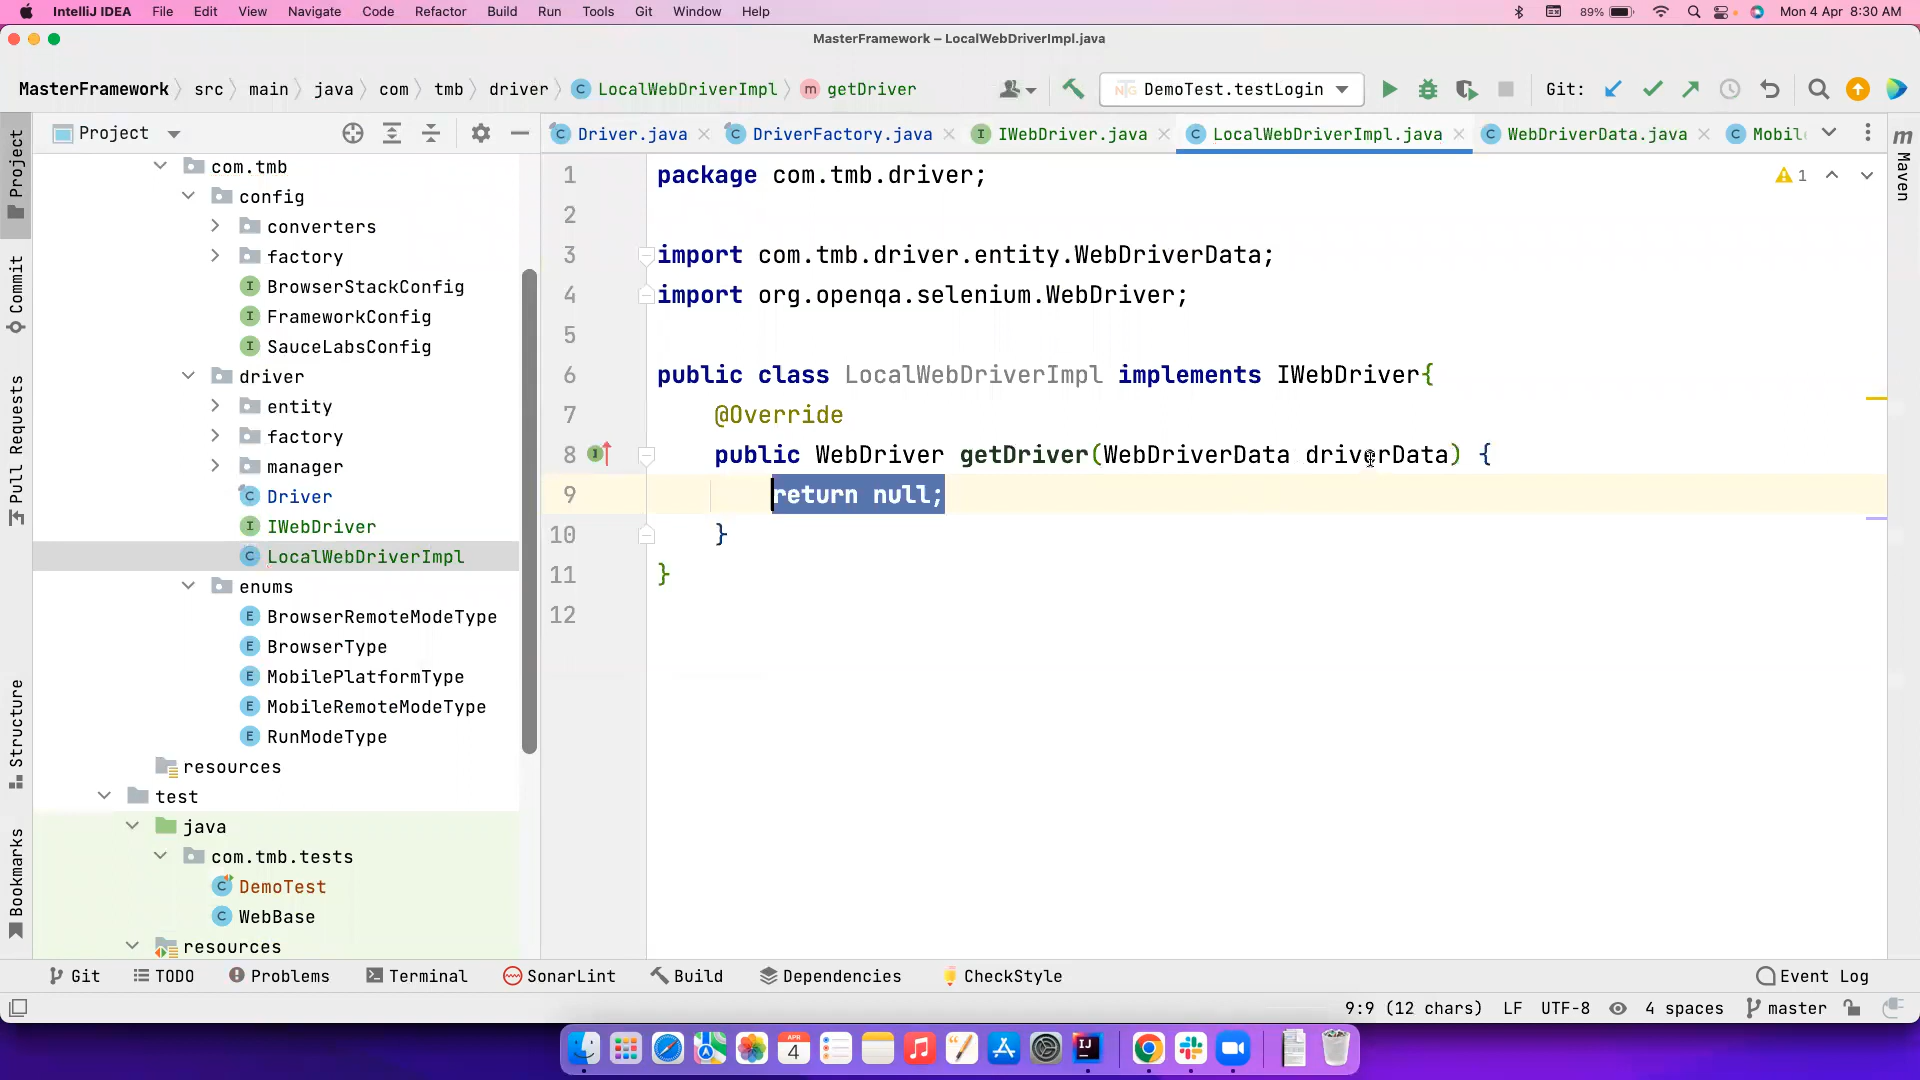 IntelliJ IDEA File Edit View Navigate Code Refactor Build Run Tools Git Window Help 89% Mon 4 Apr 8:30 AM
MasterFramework – LocalWebDriverImpl.java
MasterFramework src main java com tmb driver C LocalWebDriverImpl m getDriver DemoTest.testLogin Git:
Project Driver.java DriverFactory.java IWebDriver.java LocalWebDriverImpl.java WebDriverData.java Mobil
Project
Commit
Pull Requests
Structure
Bookmarks
com.tmb
config
converters
factory
I BrowserStackConfig
I FrameworkConfig
I SauceLabsConfig
driver
entity
factory
manager
C Driver
I IWebDriver
C LocalWebDriverImpl
enums
E BrowserRemoteModeType
E BrowserType
E MobilePlatformType
E MobileRemoteModeType
E RunModeType
resources
test
java
com.tmb.tests
C DemoTest
C WebBase
resources
1 package com.tmb.driver;
2
3 import com.tmb.driver.entity.WebDriverData;
4 import org.openqa.selenium.WebDriver;
5
6 public class LocalWebDriverImpl implements IWebDriver{
7 @Override
8 public WebDriver getDriver(WebDriverData driverData) {
9 return null;
10 }
11 }
12
1
m Maven
Git TODO Problems Terminal SonarLint Build Dependencies CheckStyle Event Log
9:9 (12 chars) LF UTF-8 4 spaces master
APR
4
IJ